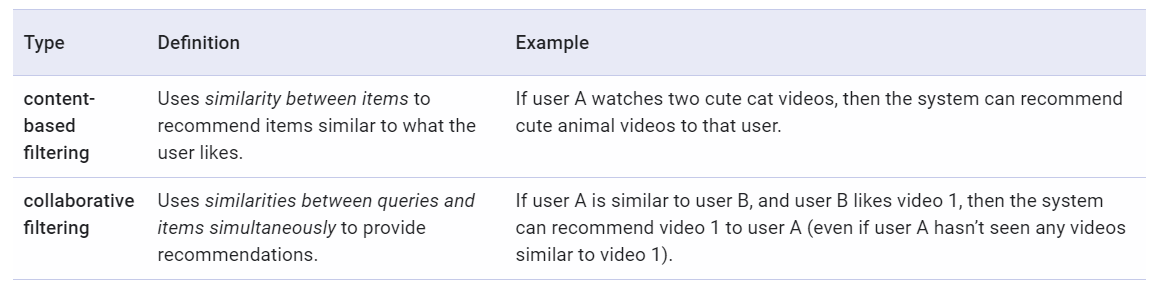 Type Definition Example
content-based filtering
Uses similarity between items to
recommend items similar to what the
user likes.
If user A watches two cute cat videos, then the system can recommend
cute animal videos to that user.
collaborative
filtering
Uses similarities between queries and
items simultaneously to provide
recommendations.
If user A is similar to user B, and user B likes video 1, then the system
can recommend video 1 to user A (even if user A hasn’t seen any videos
similar to video 1).